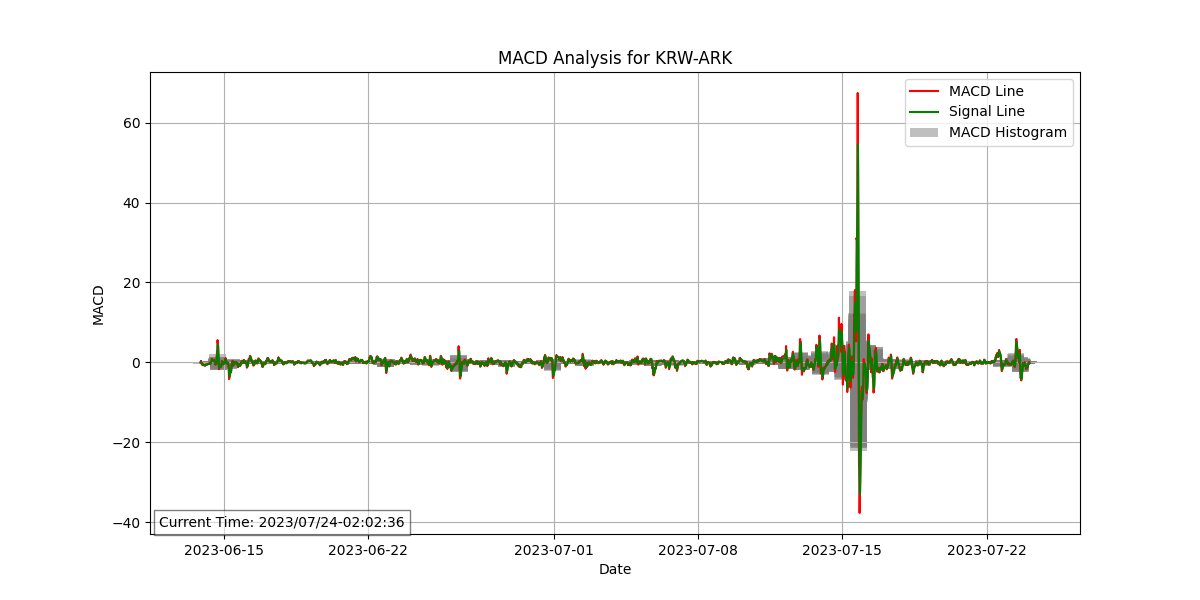 MACD Analysis for KRW-ARK
MACD Line
Signal Line
MACD Histogram
MACD
60
40
20
0
−20
−40
Current Time: 2023/07/24-02:02:36
2023-06-15
2023-06-22
2023-07-01
2023-07-08
2023-07-15
2023-07-22
Date